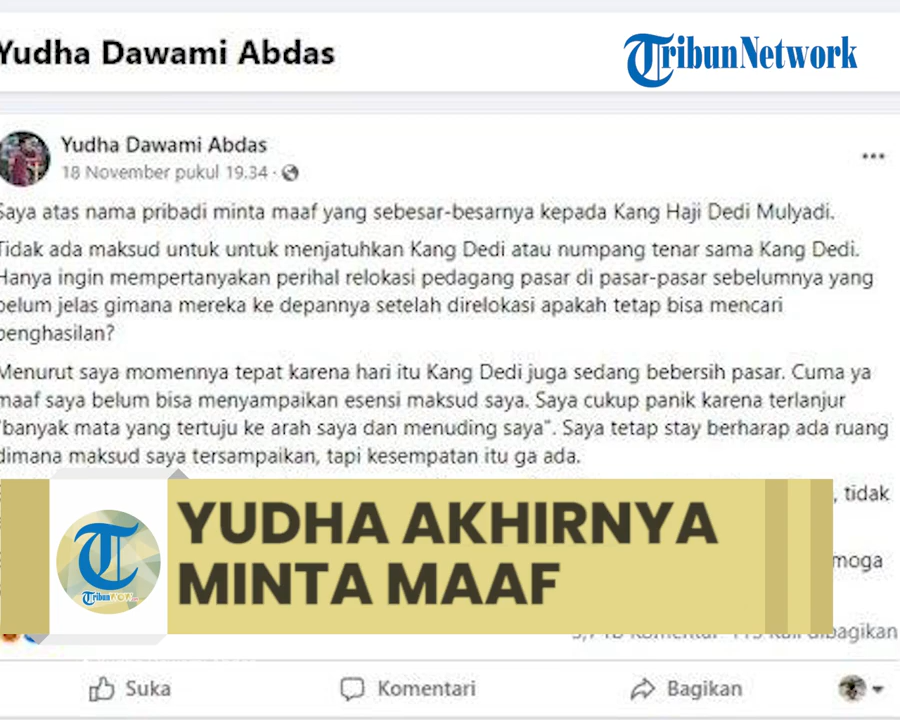 Yudha Dawami Abdas
TribunNetwork
Yudha Dawami Abdas
18 November pukul 19.34 ·
Saya atas nama pribadi minta maaf yang sebesar-besarnya kepada Kang Haji Dedi Mulyadi.
Tidak ada maksud untuk untuk menjatuhkan Kang Dedi atau numpang tenar sama Kang Dedi.
Hanya ingin mempertanyakan perihal relokasi pedagang pasar di pasar-pasar sebelumnya yang
belum jelas gimana mereka ke depannya setelah direlokasi apakah tetap bisa mencari
penghasilan?
Menurut saya momennya tepat karena hari itu Kang Dedi juga sedang bebersih pasar. Cuma ya
maaf saya belum bisa menyampaikan esensi maksud saya. Saya cukup panik karena terlanjur
"banyak mata yang tertuju ke arah saya dan menuding saya". Saya tetap stay berharap ada ruang
dimana maksud saya tersampaikan, tapi kesempatan itu ga ada.
, tidak
YUDHA AKHIRNYA
MINTA MAAF
moga
Tribun
dibagikan
Suka
Komentari
Bagikan